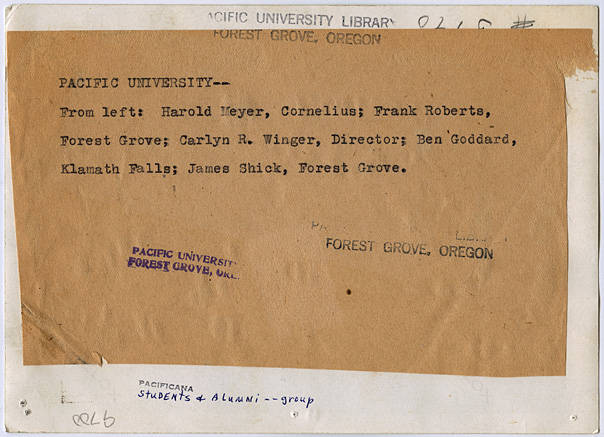 PACIFIC UNIVERSITY LIBRARY
FOREST GROVE, OREGON
PACIFIC UNIVERSITY--
From left: Harold Meyer, Cornelius; Frank Roberts,
Forest Grove; Carlyn R. Winger, Director; Ben Goddard,
Klamath Falls; James Shick, Forest Grove.
FOREST GROVE, OREGON
PACIFIC UNIVERSIT
FOREST GROVE, ORE.
PACIFICANA
STUDENTS & ALUMNI -- group